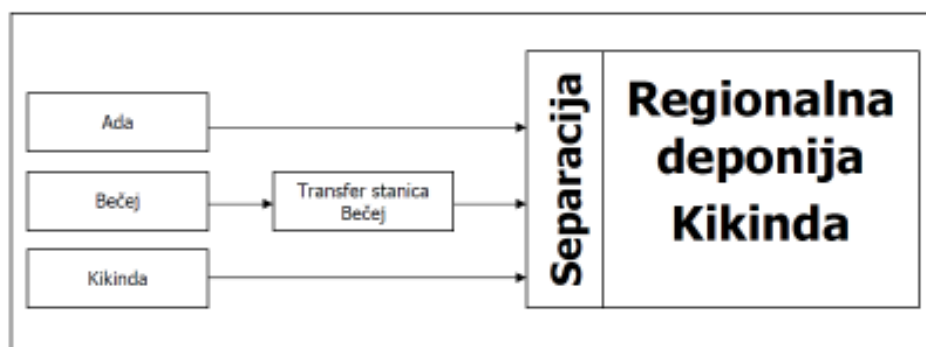 Ada
Bečej
Transfer stanica
Bečej
Kikinda
Separacija
Regionalna
deponija
Kikinda